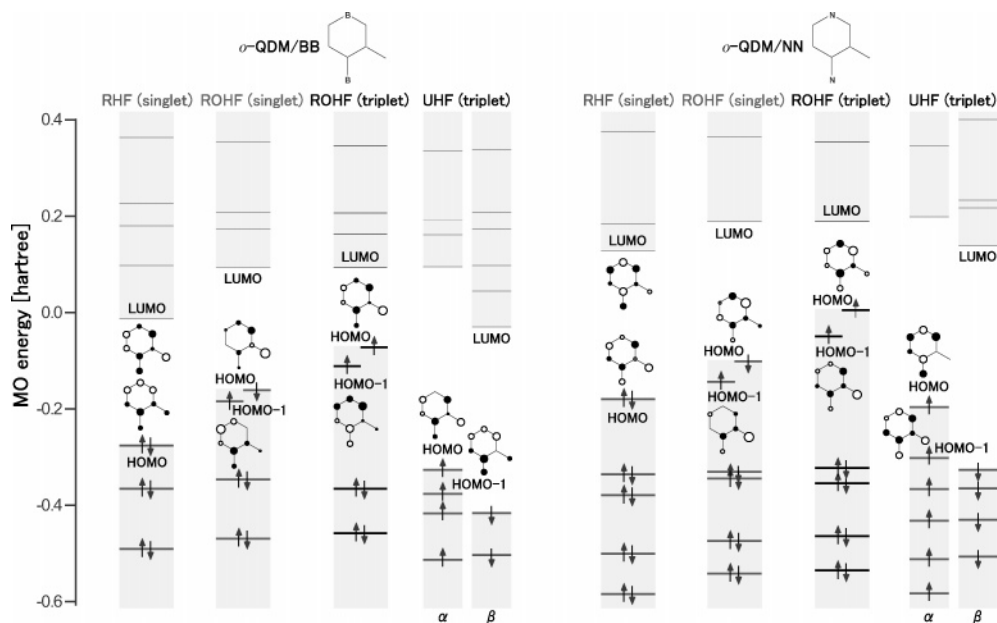 B
o-QDM/BB
B
N
o-QDM/NN
N
RHF (singlet) ROHF (singlet) ROHF (triplet) UHF (triplet)
RHF (singlet) ROHF (singlet) ROHF (triplet) UHF (triplet)
MO energy [hartree]
0.4
0.2
0.0
-0.2
-0.4
-0.6
LUMO
HOMO
LUMO
HOMO
HOMO-1
LUMO
HOMO
HOMO-1
LUMO
HOMO
HOMO-1
α β
LUMO
HOMO
LUMO
HOMO
HOMO-1
LUMO
HOMO
HOMO-1
LUMO
HOMO
HOMO-1
α β